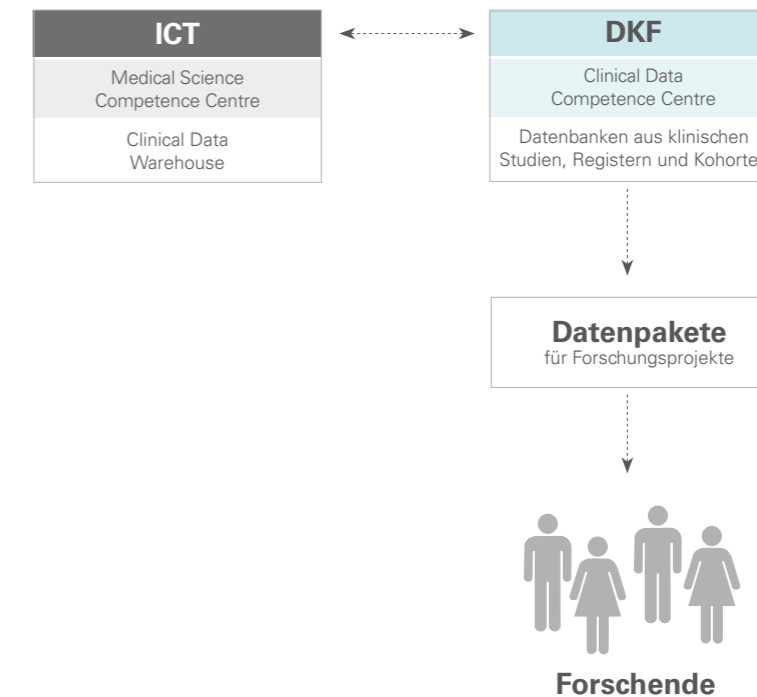 ICT
Medical Science
Competence Centre
Clinical Data
Warehouse
DKF
Clinical Data
Competence Centre
Datenbanken aus klinischen
Studien, Registern und Kohorte
Datenpakete
für Forschungsprojekte
Forschende